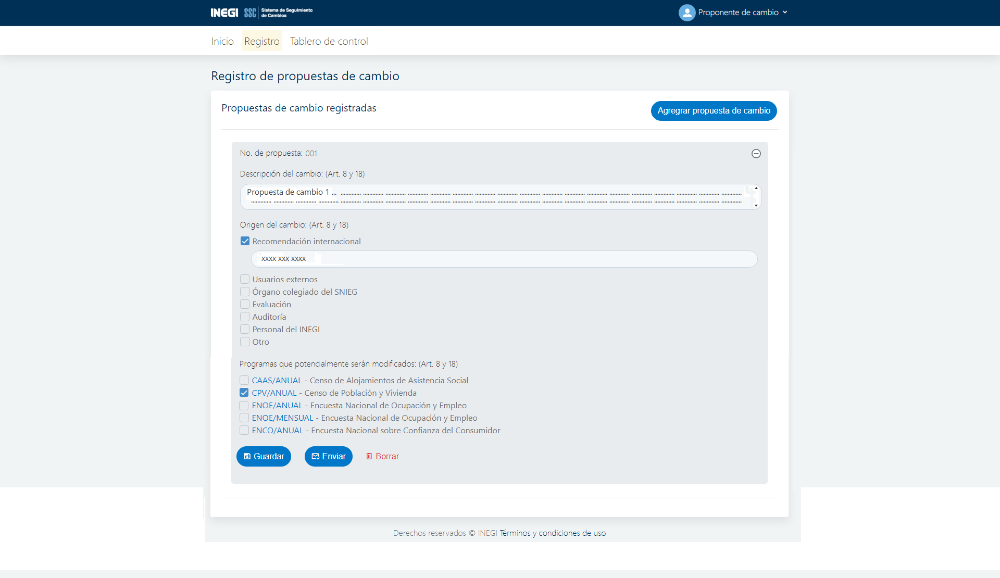 INEGI SSC Sistema de Seguimiento de Cambios
Proponente de cambio
Inicio Registro Tablero de control
Registro de propuestas de cambio
Propuestas de cambio registradas
Agregrar propuesta de cambio
No. de propuesta: 001
Descripción del cambio: (Art. 8 y 18)
Propuesta de cambio 1 ... ............. ............. ............. ............. ............. ............. ............. ............. ............. ............. ............. ............. ............. ............. ............. ............. ............. .............
............. ............. ............. ............. ............. ............. ............. ............. ............. ............. ............. ............. ............. ............. ............. ............. ............. ............. ............. ............. ............. .............
Origen del cambio: (Art. 8 y 18)
Recomendación internacional
xxxx xxx xxxx
Usuarios externos
Órgano colegiado del SNIEG
Evaluación
Auditoría
Personal del INEGI
Otro
Programas que potencialmente serán modificados: (Art. 8 y 18)
CAAS/ANUAL - Censo de Alojamientos de Asistencia Social
CPV/ANUAL - Censo de Población y Vivienda
ENOE/ANUAL - Encuesta Nacional de Ocupación y Empleo
ENOE/MENSUAL - Encuesta Nacional de Ocupación y Empleo
ENCO/ANUAL - Encuesta Nacional sobre Confianza del Consumidor
Guardar Enviar Borrar
Derechos reservados © INEGI Términos y condiciones de uso